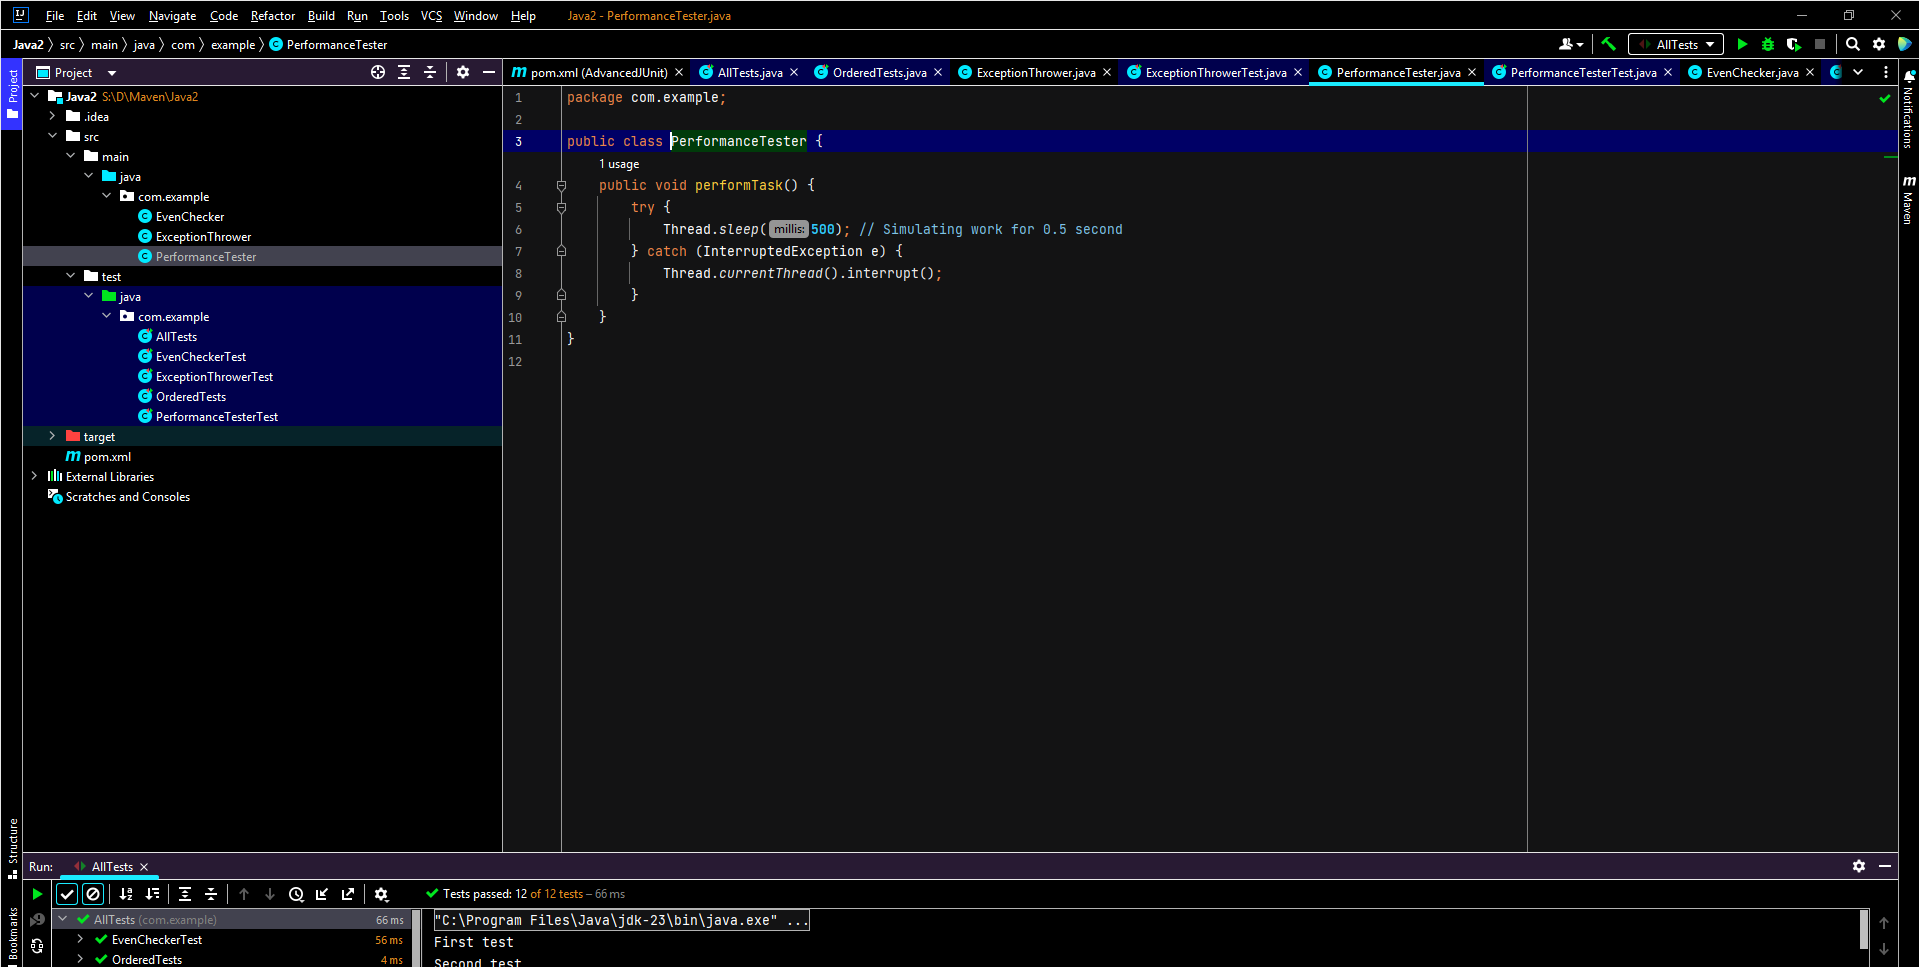 File Edit View Navigate Code Refactor Build Run Tools VCS Window Help Java2 - PerformanceTester.java
Java2 src main java com example PerformanceTester
AllTests
Project
pom.xml (AdvancedJUnit) AllTests.java OrderedTests.java ExceptionThrower.java ExceptionThrowerTest.java PerformanceTester.java PerformanceTesterTest.java EvenChecker.java
Project
Java2 S:\D\Maven\Java2
.idea
src
main
java
com.example
EvenChecker
ExceptionThrower
PerformanceTester
test
java
com.example
AllTests
EvenCheckerTest
ExceptionThrowerTest
OrderedTests
PerformanceTesterTest
target
pom.xml
External Libraries
Scratches and Consoles
1 package com.example;
2
3 public class PerformanceTester {
1 usage
4 public void performTask() {
5 try {
6 Thread.sleep( millis: 500); // Simulating work for 0.5 second
7 } catch (InterruptedException e) {
8 Thread.currentThread().interrupt();
9 }
10 }
11 }
12
Notifications
Maven
Structure
Bookmarks
Run: AllTests
Tests passed: 12 of 12 tests – 66 ms
AllTests (com.example) 66 ms
EvenCheckerTest 56 ms
OrderedTests 4 ms
"C:\Program Files\Java\jdk-23\bin\java.exe" ...
First test
Second test